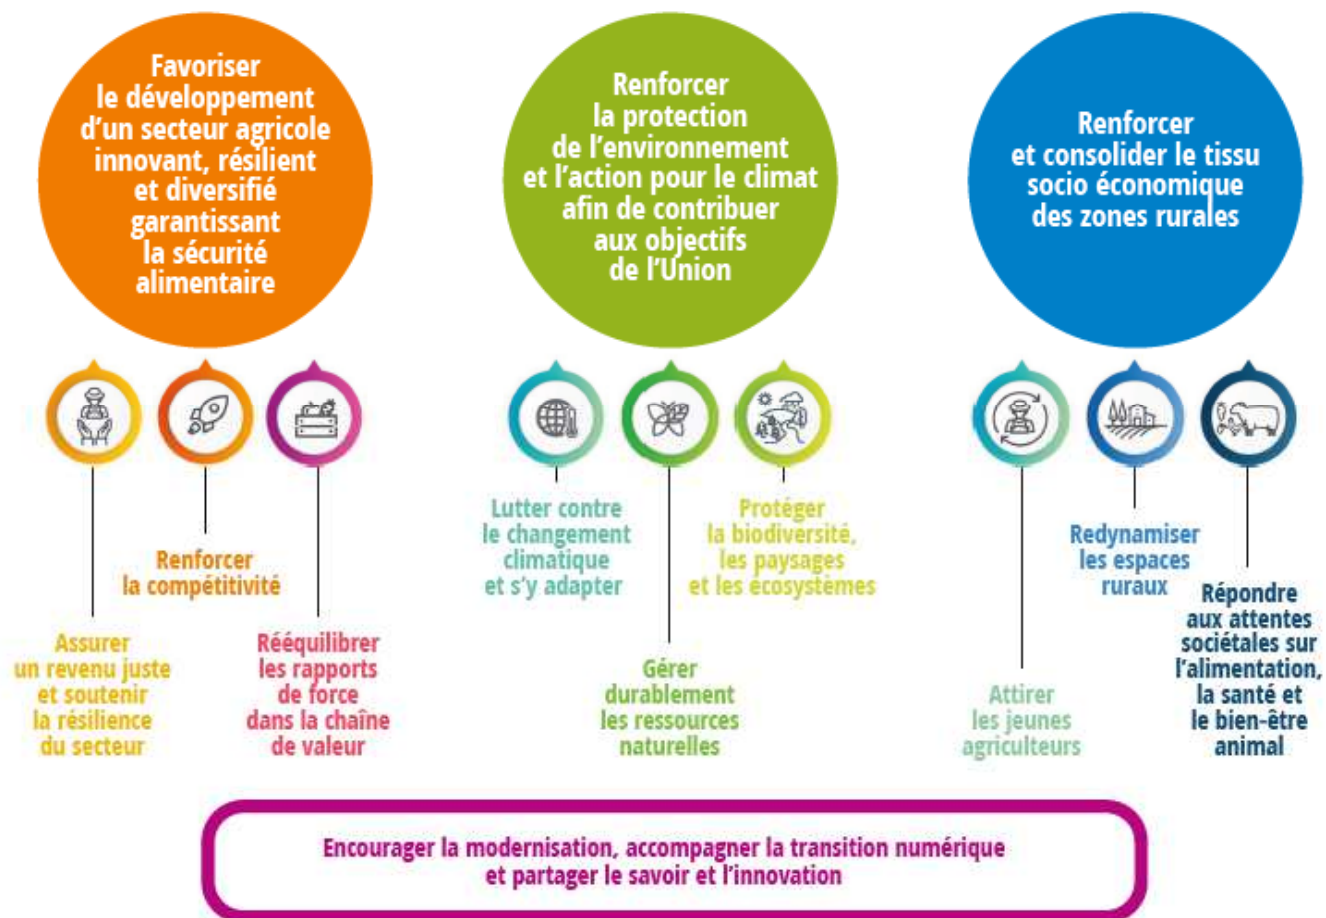 Favoriser
le développement
d'un secteur agricole
innovant, résilient
et diversifié
garantissant
la sécurité
alimentaire
Renforcer
la protection
de l'environnement
et l'action pour le climat
afin de contribuer
aux objectifs
de l'Union
Renforcer
et consolider le tissu
socio économique
des zones rurales
Assurer
un revenu juste
et soutenir
la résilience
du secteur
Renforcer
la compétitivité
Rééquilibrer
les rapports
de force
dans la chaîne
de valeur
Lutter contre
le changement
climatique
et s'y adapter
Gérer
durablement
les ressources
naturelles
Protéger
la biodiversité,
les paysages
et les écosystèmes
Attirer
les jeunes
agriculteurs
Redynamiser
les espaces
ruraux
Répondre
aux attentes
sociétales sur
l'alimentation,
la santé et
le bien-être
animal
Encourager la modernisation, accompagner la transition numérique
et partager le savoir et l'innovation